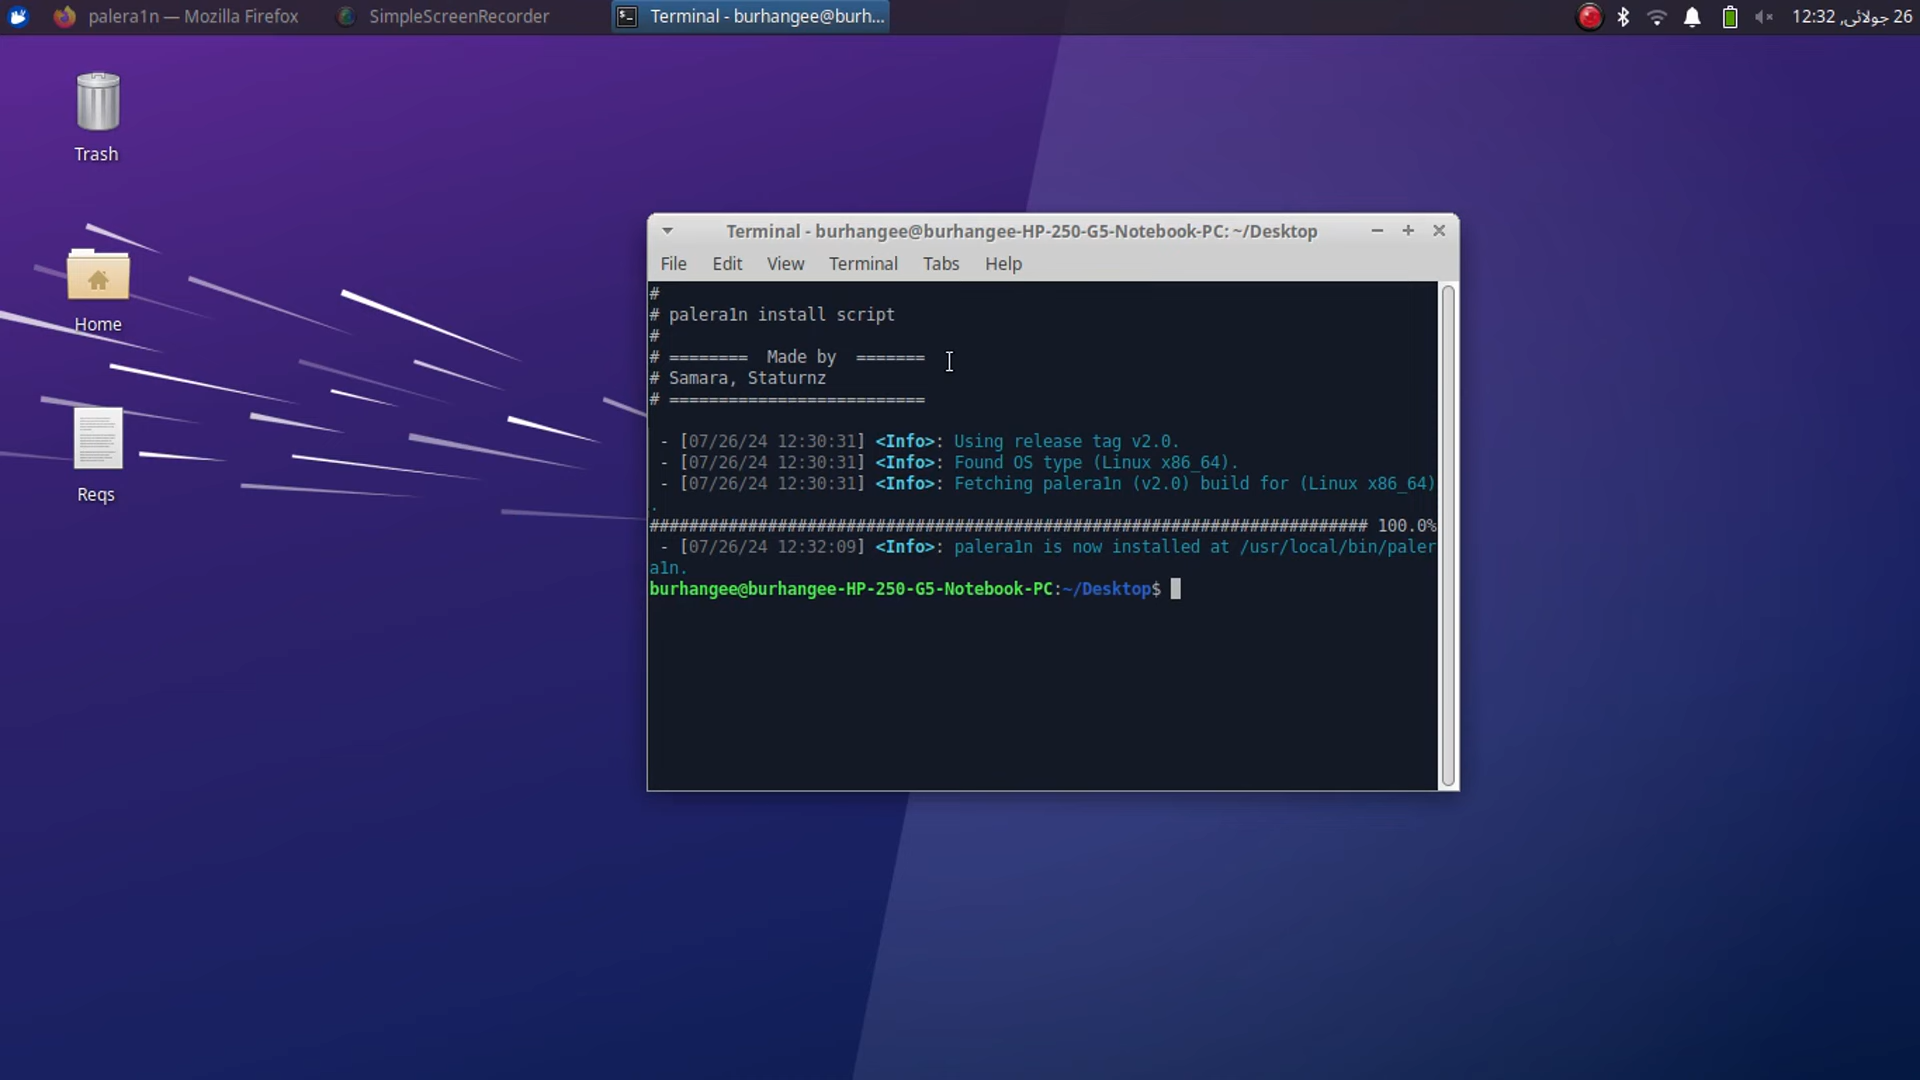 palera1n — Mozilla Firefox
SimpleScreenRecorder
Terminal - burhangee@burh...
26 جولائی, 12:32
Trash
Home
Reqs
Terminal - burhangee@burhangee-HP-250-G5-Notebook-PC: ~/Desktop
File Edit View Terminal Tabs Help
#
# palera1n install script
#
# ======== Made by =======
# Samara, Staturnz
# ==========================
- [07/26/24 12:30:31] <Info>: Using release tag v2.0.
- [07/26/24 12:30:31] <Info>: Found OS type (Linux x86_64).
- [07/26/24 12:30:31] <Info>: Fetching palera1n (v2.0) build for (Linux x86_64)
.
######################################################################### 100.0%
- [07/26/24 12:32:09] <Info>: palera1n is now installed at /usr/local/bin/paler
a1n.
burhangee@burhangee-HP-250-G5-Notebook-PC:~/Desktop$